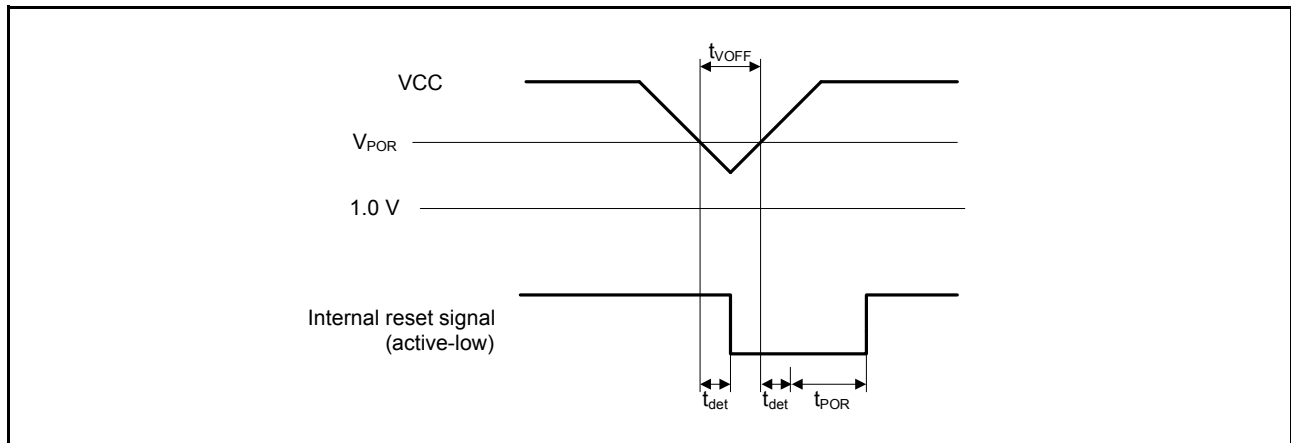 tVOFF
VCC
VPOR
1.0 V
Internal reset signal
(active-low)
tdet
tdet
tPOR